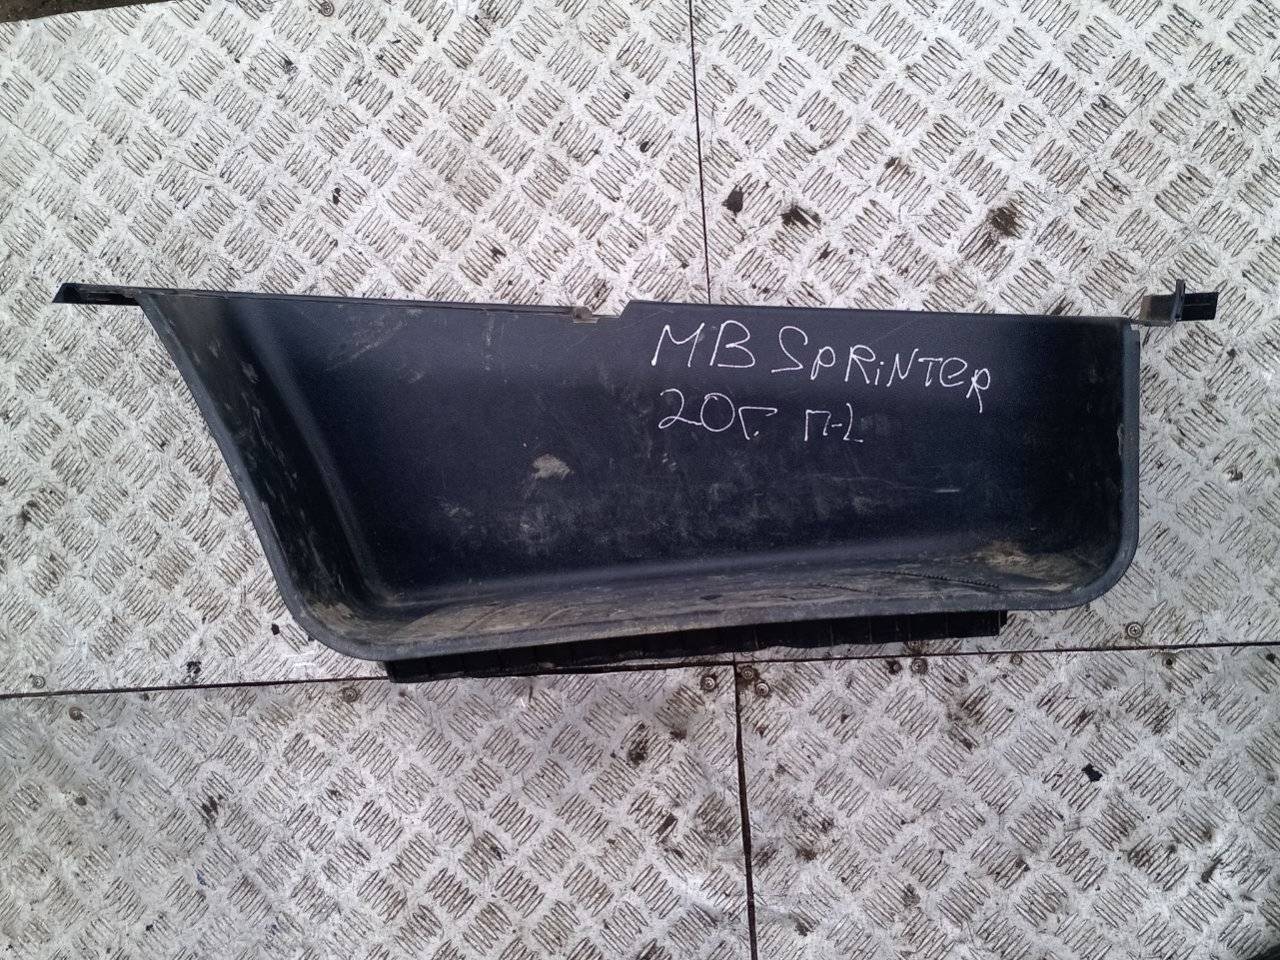 MB SPRiNTeR
20г. п-L